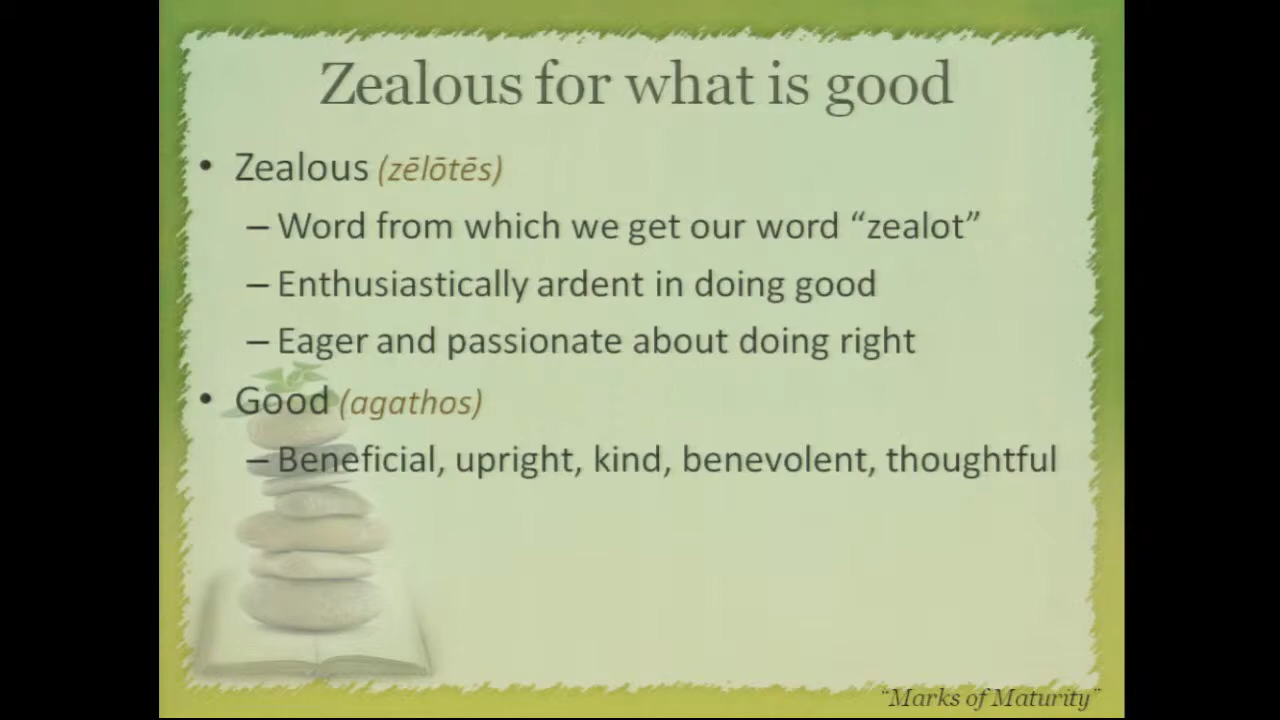 Zealous for what is good
• Zealous (zēlōtēs)
– Word from which we get our word “zealot”
– Enthusiastically ardent in doing good
– Eager and passionate about doing right
• Good (agathos)
– Beneficial, upright, kind, benevolent, thoughtful
“Marks of Maturity”